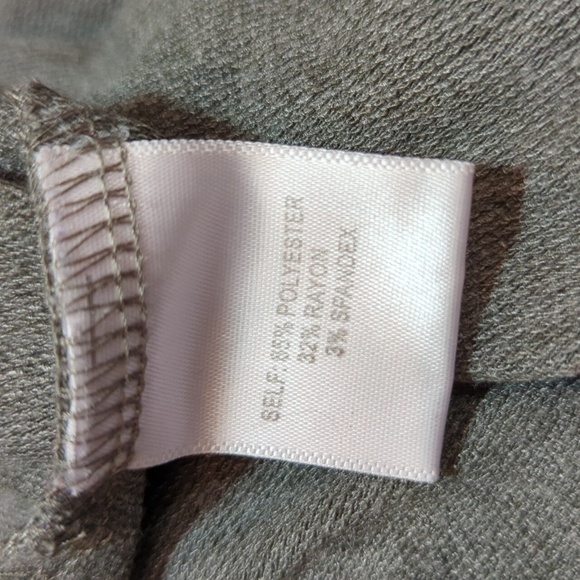 SELF: 65% POLYESTER
32% RAYON
3% SPANDEX